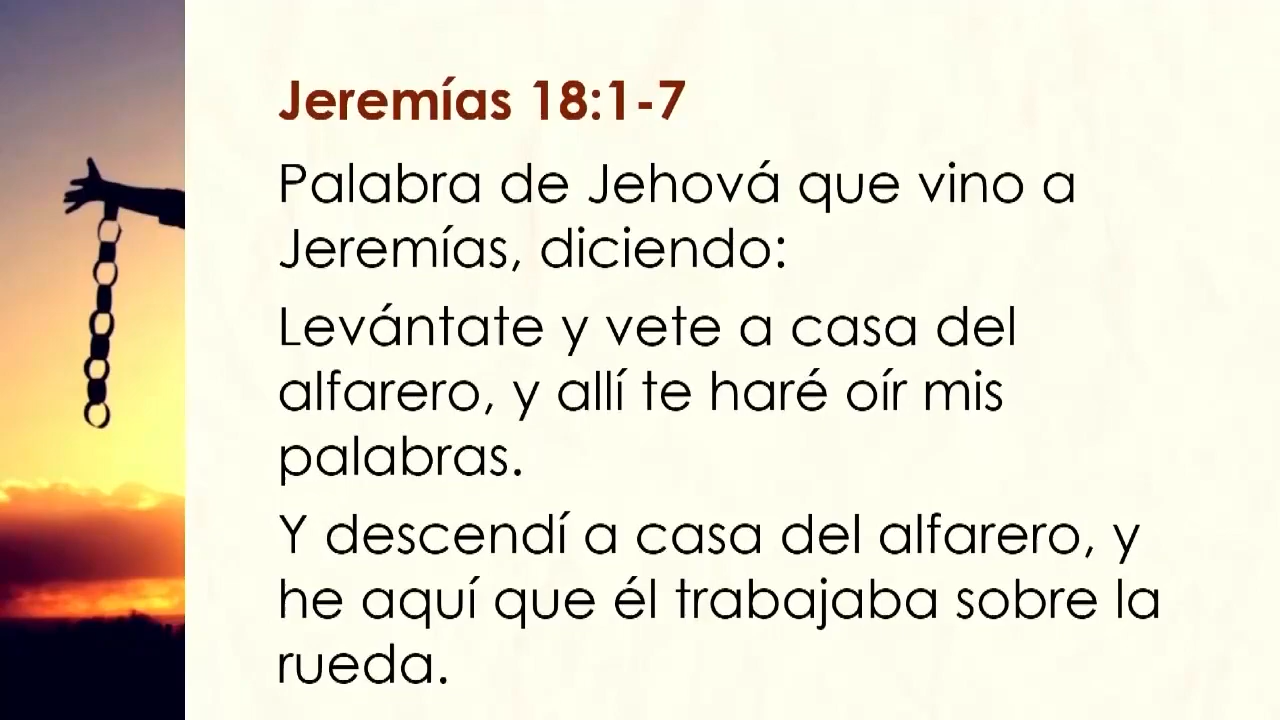 Jeremías 18:1-7
Palabra de Jehová que vino a
Jeremías, diciendo:
Levántate y vete a casa del
alfarero, y allí te haré oír mis
palabras.
Y descendí a casa del alfarero, y
he aquí que él trabajaba sobre la
rueda.